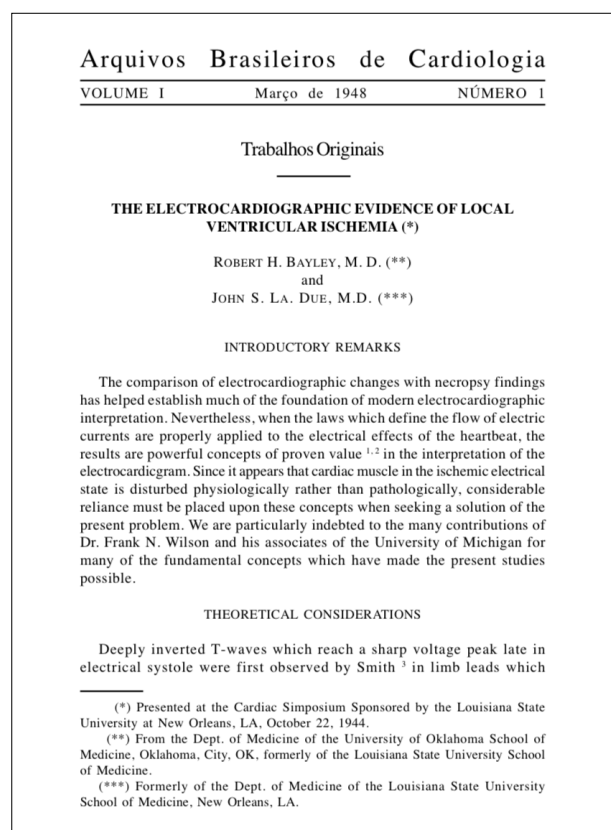 Arquivos Brasileiros de Cardiologia
VOLUME I Março de 1948 NÚMERO 1
Trabalhos Originais
THE ELECTROCARDIOGRAPHIC EVIDENCE OF LOCAL
VENTRICULAR ISCHEMIA (*)
ROBERT H. BAYLEY, M. D. (**)
and
JOHN S. LA. DUE, M.D. (***)
INTRODUCTORY REMARKS
The comparison of electrocardiographic changes with necropsy findings
has helped establish much of the foundation of modern electrocardiographic
interpretation. Nevertheless, when the laws which define the flow of electric
currents are properly applied to the electrical effects of the heartbeat, the
results are powerful concepts of proven value 1,2 in the interpretation of the
electrocardicgram. Since it appears that cardiac muscle in the ischemic electrical
state is disturbed physiologically rather than pathologically, considerable
reliance must be placed upon these concepts when seeking a solution of the
present problem. We are particularly indebted to the many contributions of
Dr. Frank N. Wilson and his associates of the University of Michigan for
many of the fundamental concepts which have made the present studies
possible.
THEORETICAL CONSIDERATIONS
Deeply inverted T-waves which reach a sharp voltage peak late in
electrical systole were first observed by Smith 3 in limb leads which
(*) Presented at the Cardiac Simposium Sponsored by the Louisiana State
University at New Orleans, LA, October 22, 1944.
(**) From the Dept. of Medicine of the University of Oklahoma School of
Medicine, Oklahoma, City, OK, formerly of the Louisiana State University School
of Medicine.
(***) Formerly of the Dept. of Medicine of the Louisiana State University
School of Medicine, New Orleans, LA.